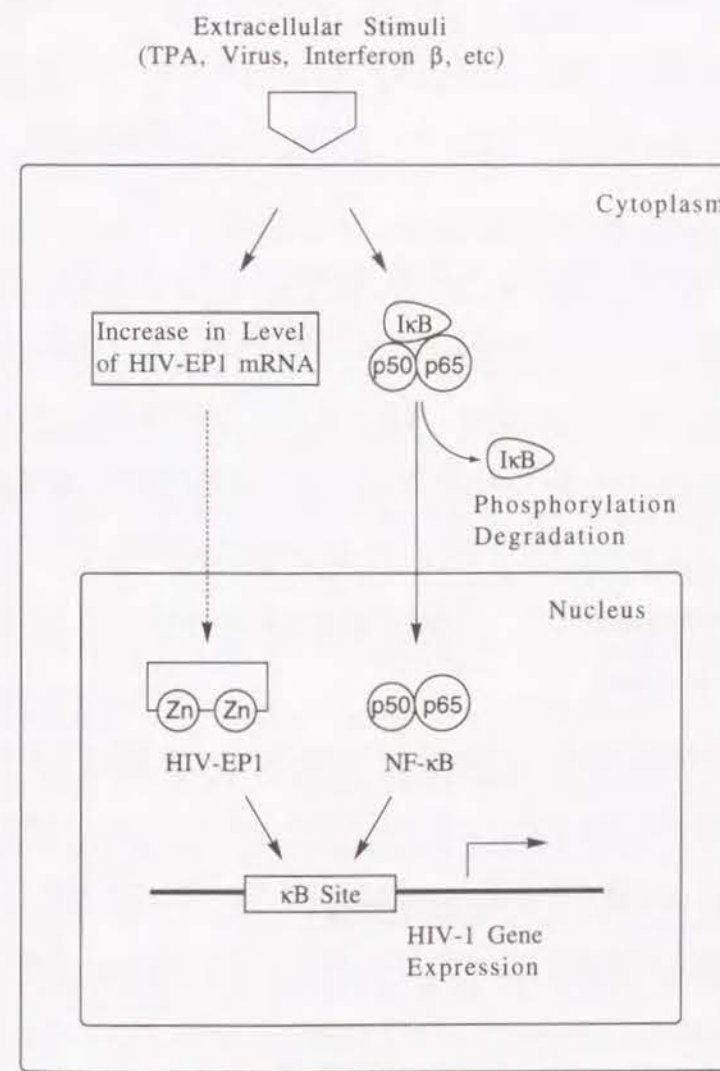 Extracellular Stimuli
(TPA, Virus, Interferon β, etc)
Cytoplasm
Increase in Level
of HIV-EP1 mRNA
IκB
p50 p65
IκB
Phosphorylation
Degradation
Nucleus
Zn Zn
p50 p65
HIV-EP1
NF-κB
κB Site
HIV-1 Gene
Expression